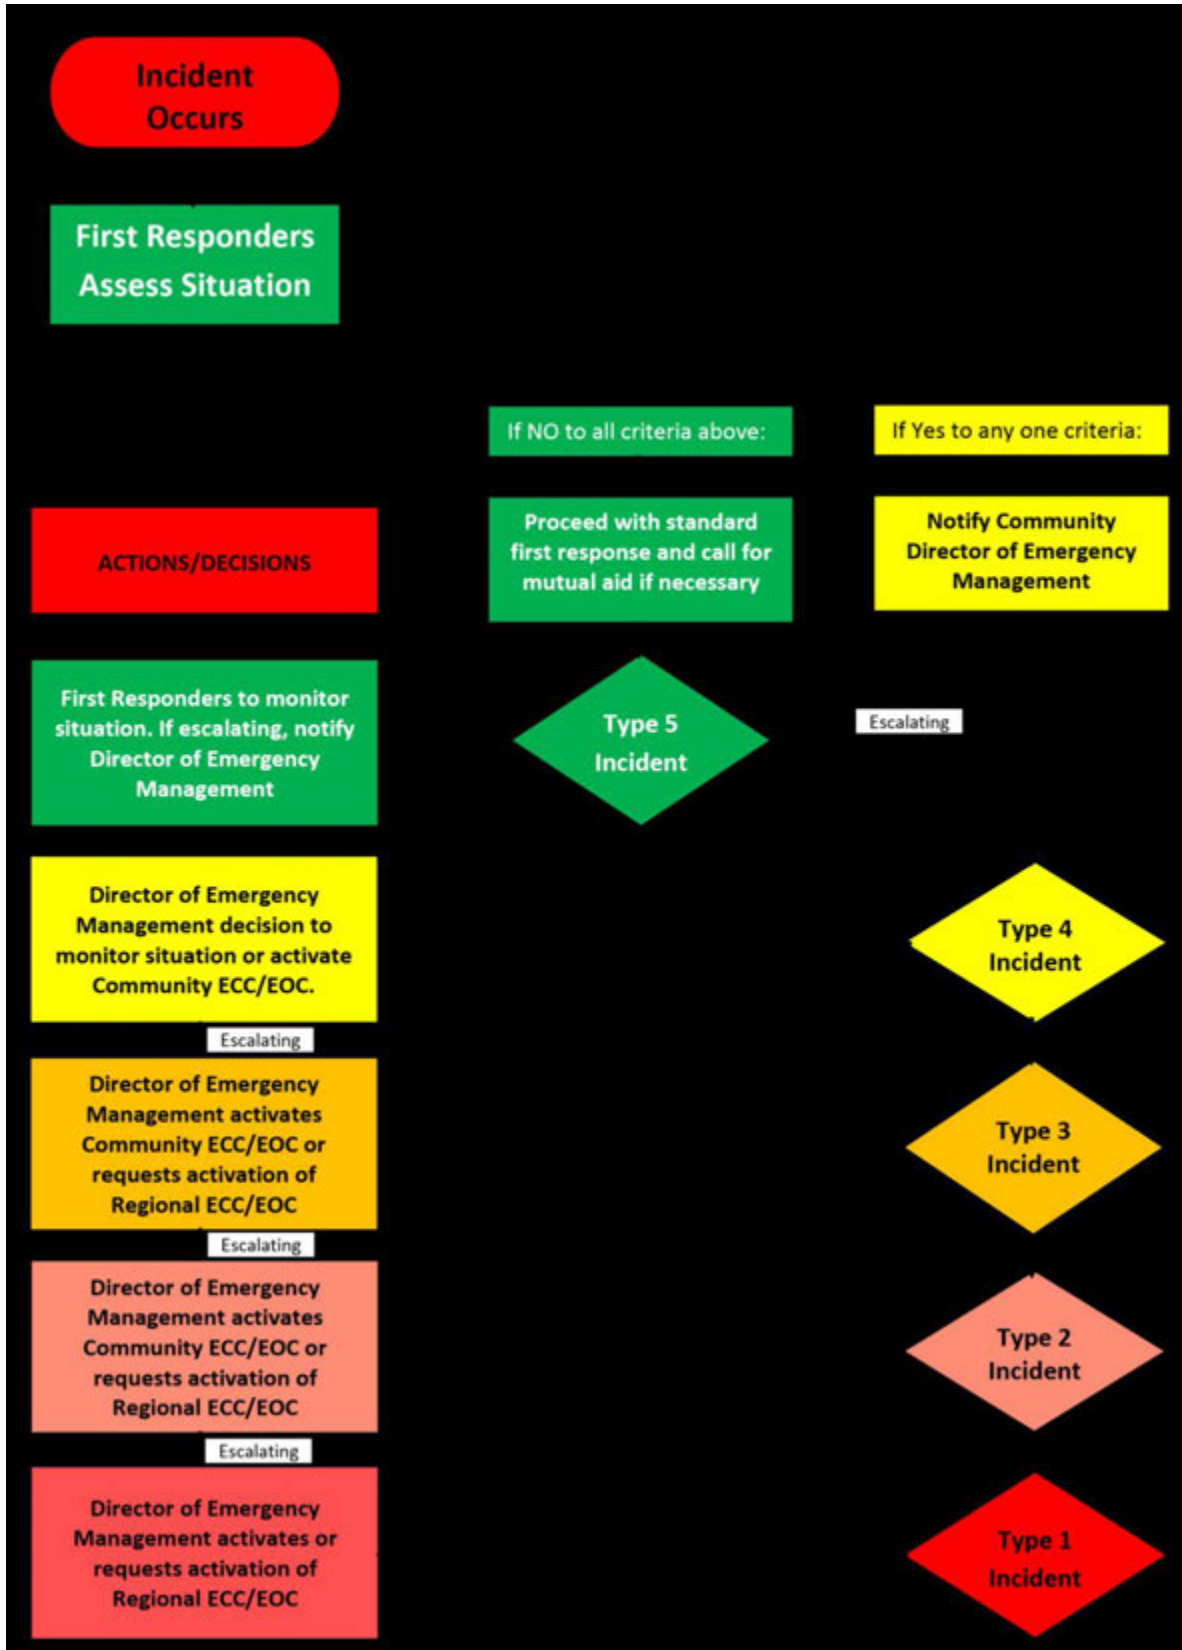 Incident
Occurs
First Responders
Assess Situation
If NO to all criteria above:
If Yes to any one criteria:
ACTIONS/DECISIONS
Proceed with standard
first response and call for
mutual aid if necessary
Notify Community
Director of Emergency
Management
First Responders to monitor
situation. If escalating, notify
Director of Emergency
Management
Type 5
Incident
Escalating
Director of Emergency
Management decision to
monitor situation or activate
Community ECC/EOC.
Type 4
Incident
Escalating
Director of Emergency
Management activates
Community ECC/EOC or
requests activation of
Regional ECC/EOC
Type 3
Incident
Escalating
Director of Emergency
Management activates
Community ECC/EOC or
requests activation of
Regional ECC/EOC
Type 2
Incident
Escalating
Director of Emergency
Management activates or
requests activation of
Regional ECC/EOC
Type 1
Incident